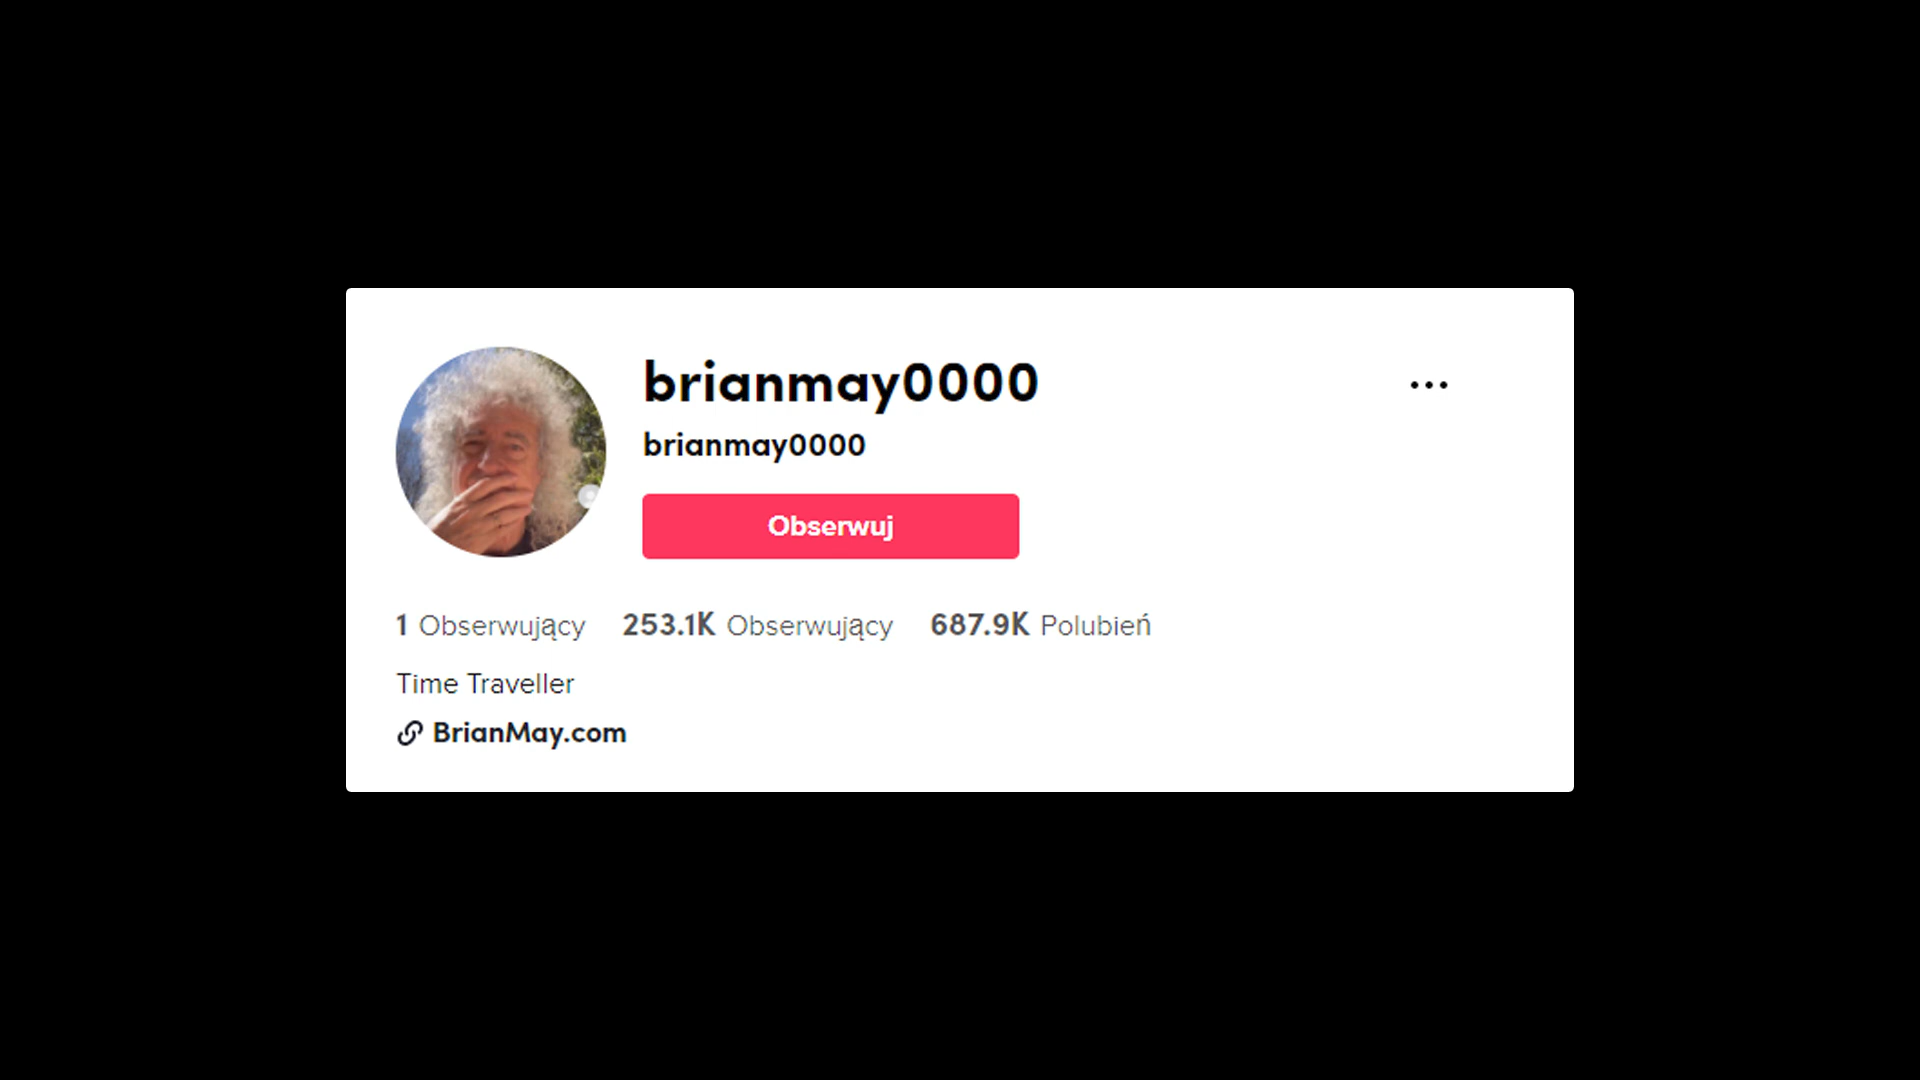 brianmay0000
brianmay0000
Obserwuj
1 Obserwujący 253.1K Obserwujący 687.9K Polubień
Time Traveller
BrianMay.com